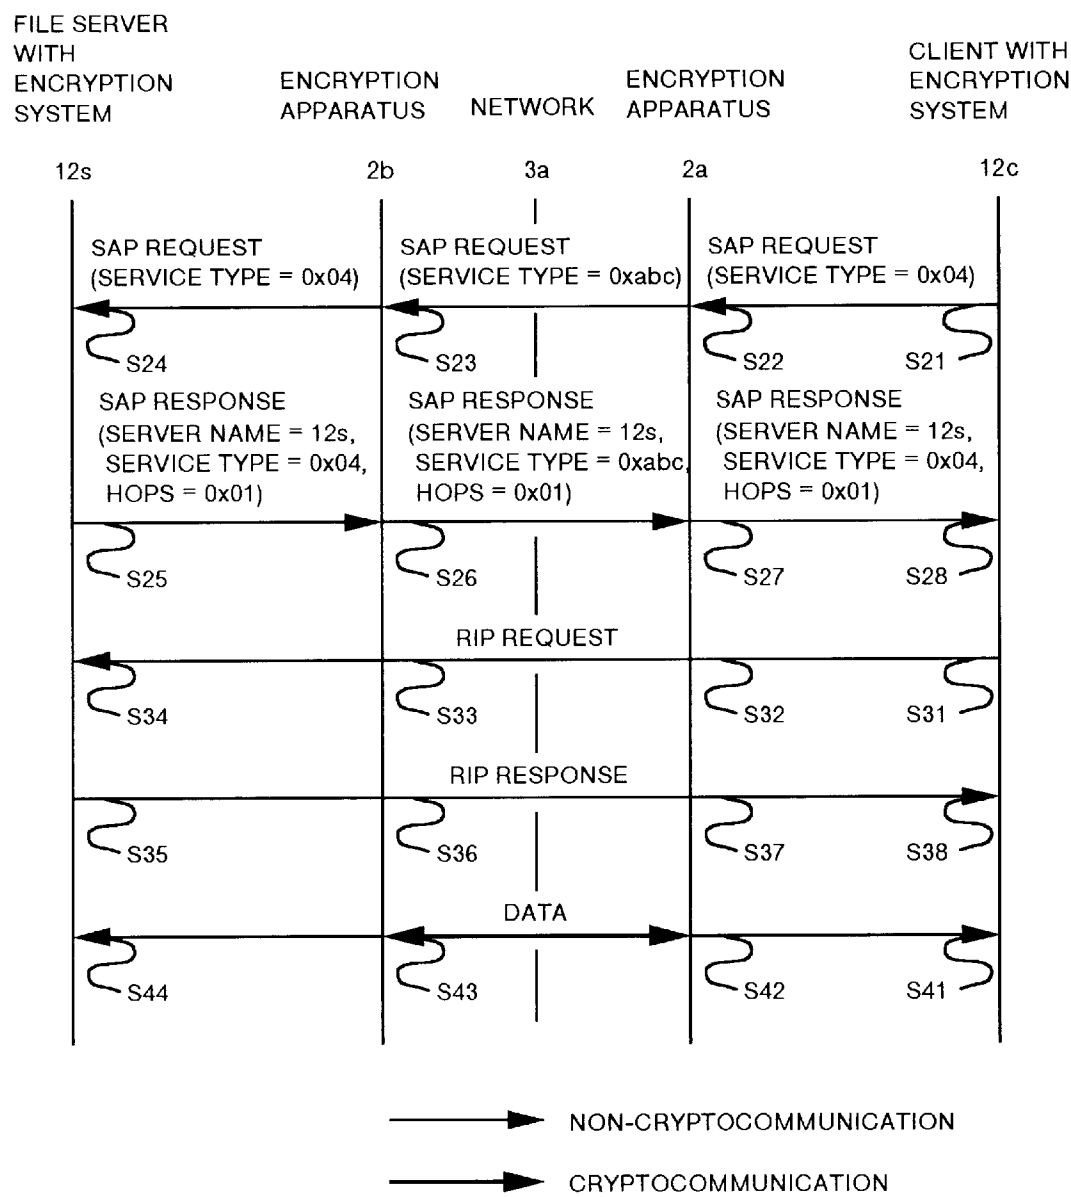 FILE SERVER
WITH
ENCRYPTION
SYSTEM
ENCRYPTION
APPARATUS
NETWORK
ENCRYPTION
APPARATUS
CLIENT WITH
ENCRYPTION
SYSTEM
12s
2b
3a
2a
12c
SAP REQUEST
(SERVICE TYPE = 0x04)
SAP REQUEST
(SERVICE TYPE = 0xabc)
SAP REQUEST
(SERVICE TYPE = 0x04)
S24
S23
S22
S21
SAP RESPONSE
(SERVER NAME = 12s,
SERVICE TYPE = 0x04,
HOPS = 0x01)
SAP RESPONSE
(SERVER NAME = 12s,
SERVICE TYPE = 0xabc,
HOPS = 0x01)
SAP RESPONSE
(SERVER NAME = 12s,
SERVICE TYPE = 0x04,
HOPS = 0x01)
S25
S26
S27
S28
RIP REQUEST
S34
S33
S32
S31
RIP RESPONSE
S35
S36
S37
S38
DATA
S44
S43
S42
S41
NON-CRYPTOCOMMUNICATION
CRYPTOCOMMUNICATION